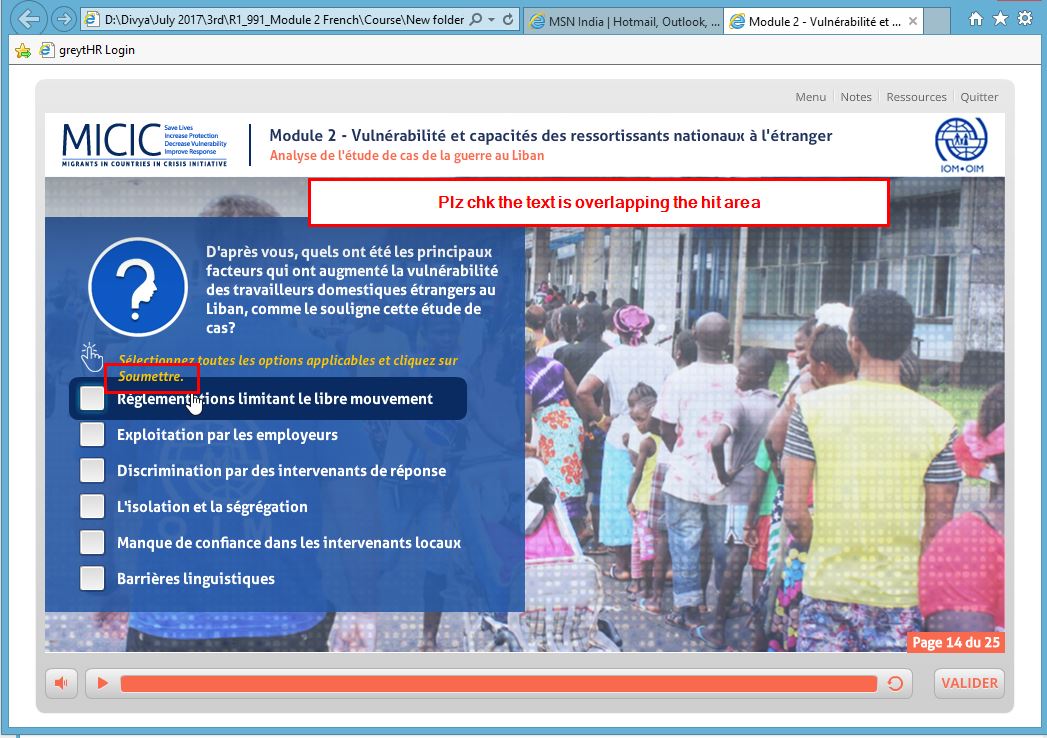 D:\Divya\July 2017\3rd\R1_991_Module 2 French\Course\New folder
MSN India | Hotmail, Outlook, ...
Module 2 - Vulnérabilité et ...
greytHR Login
Menu
Notes
Ressources
Quitter
MICIC
Save Lives
Increase Protection
Decrease Vulnerability
Improve Response
MIGRANTS IN COUNTRIES IN CRISIS INITIATIVE
Module 2 - Vulnérabilité et capacités des ressortissants nationaux à l'étranger
Analyse de l'étude de cas de la guerre au Liban
IOM•OIM
Plz chk the text is overlapping the hit area
D'après vous, quels ont été les principaux
facteurs qui ont augmenté la vulnérabilité
des travailleurs domestiques étrangers au
Liban, comme le souligne cette étude de
cas?
Sélectionnez toutes les options applicables et cliquez sur
Soumettre.
Réglementations limitant le libre mouvement
Exploitation par les employeurs
Discrimination par des intervenants de réponse
L'isolation et la ségrégation
Manque de confiance dans les intervenants locaux
Barrières linguistiques
Page 14 du 25
VALIDER